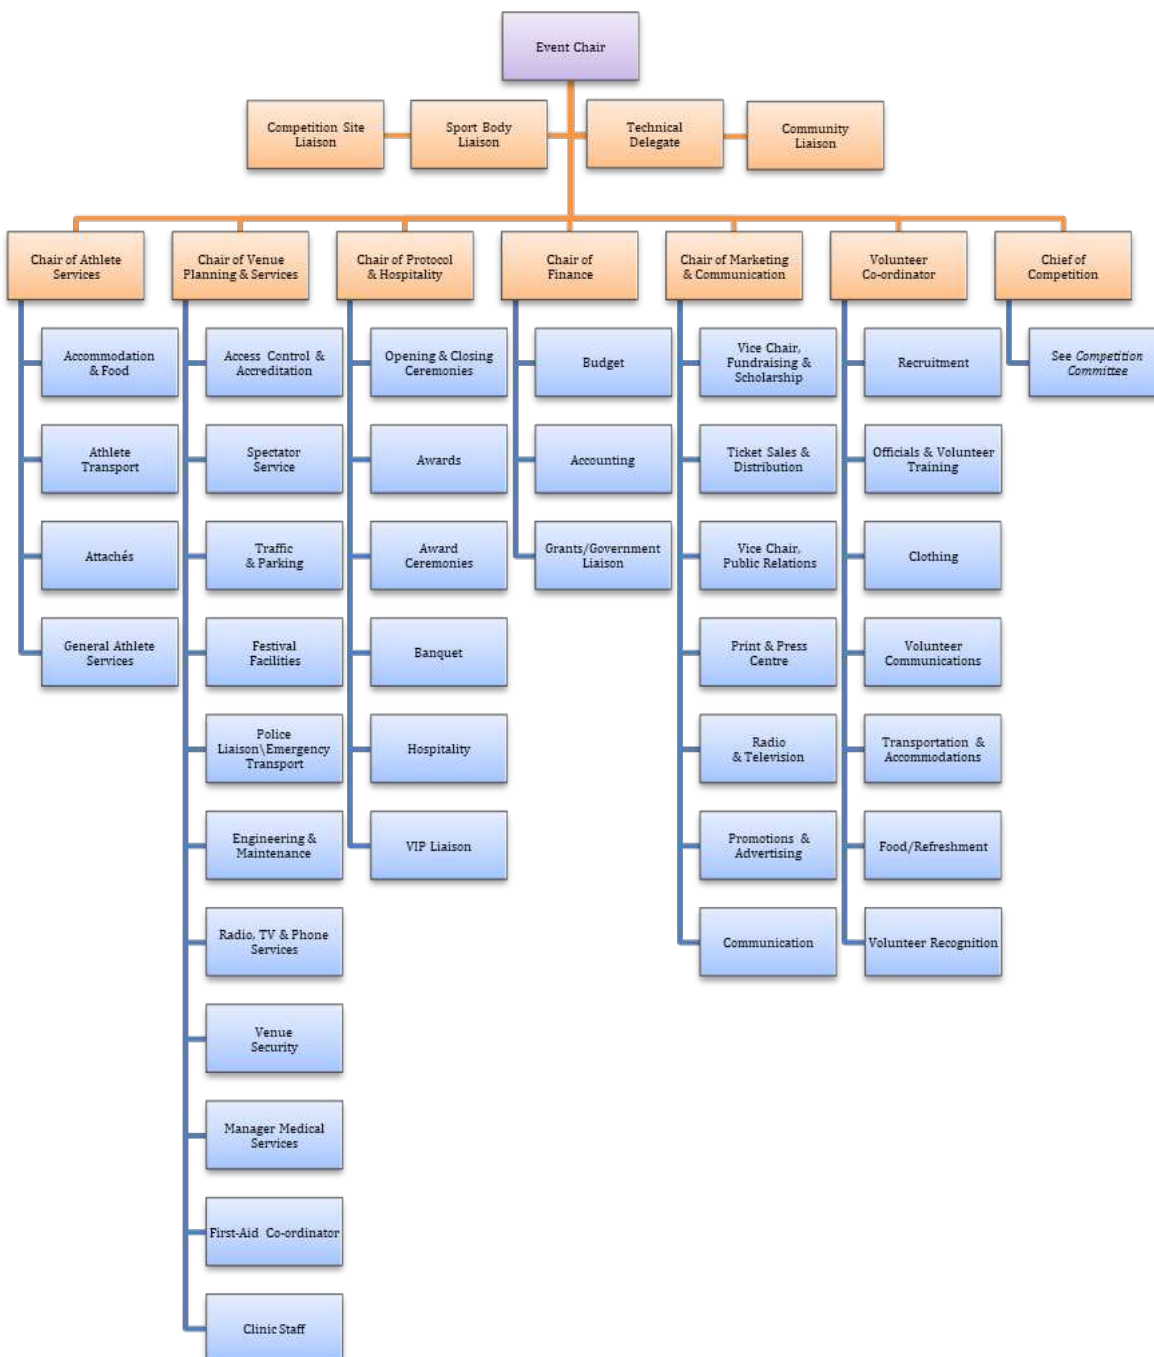 Event Chair
Competition Site
Liaison
Sport Body
Liaison
Technical
Delegate
Community
Liaison
Chair of Athlete
Services
Chair of Venue
Planning & Services
Chair of Protocol
& Hospitality
Chair of
Finance
Chair of Marketing
& Communication
Volunteer
Co-ordinator
Chief of
Competition
Accommodation
& Food
Athlete
Transport
Attachés
General Athlete
Services
Access Control &
Accreditation
Spectator
Service
Traffic
& Parking
Festival
Facilities
Police
Liaison\Emergency
Transport
Engineering &
Maintenance
Radio, TV & Phone
Services
Venue
Security
Manager Medical
Services
First-Aid Co-ordinator
Clinic Staff
Opening & Closing
Ceremonies
Awards
Award
Ceremonies
Banquet
Hospitality
VIP Liaison
Budget
Accounting
Grants/Government
Liaison
Vice Chair,
Fundraising &
Scholarship
Ticket Sales &
Distribution
Vice Chair,
Public Relations
Print & Press
Centre
Radio
& Television
Promotions &
Advertising
Communication
Recruitment
Officials & Volunteer
Training
Clothing
Volunteer
Communications
Transportation &
Accommodations
Food/Refreshment
Volunteer Recognition
See Competition
Committee